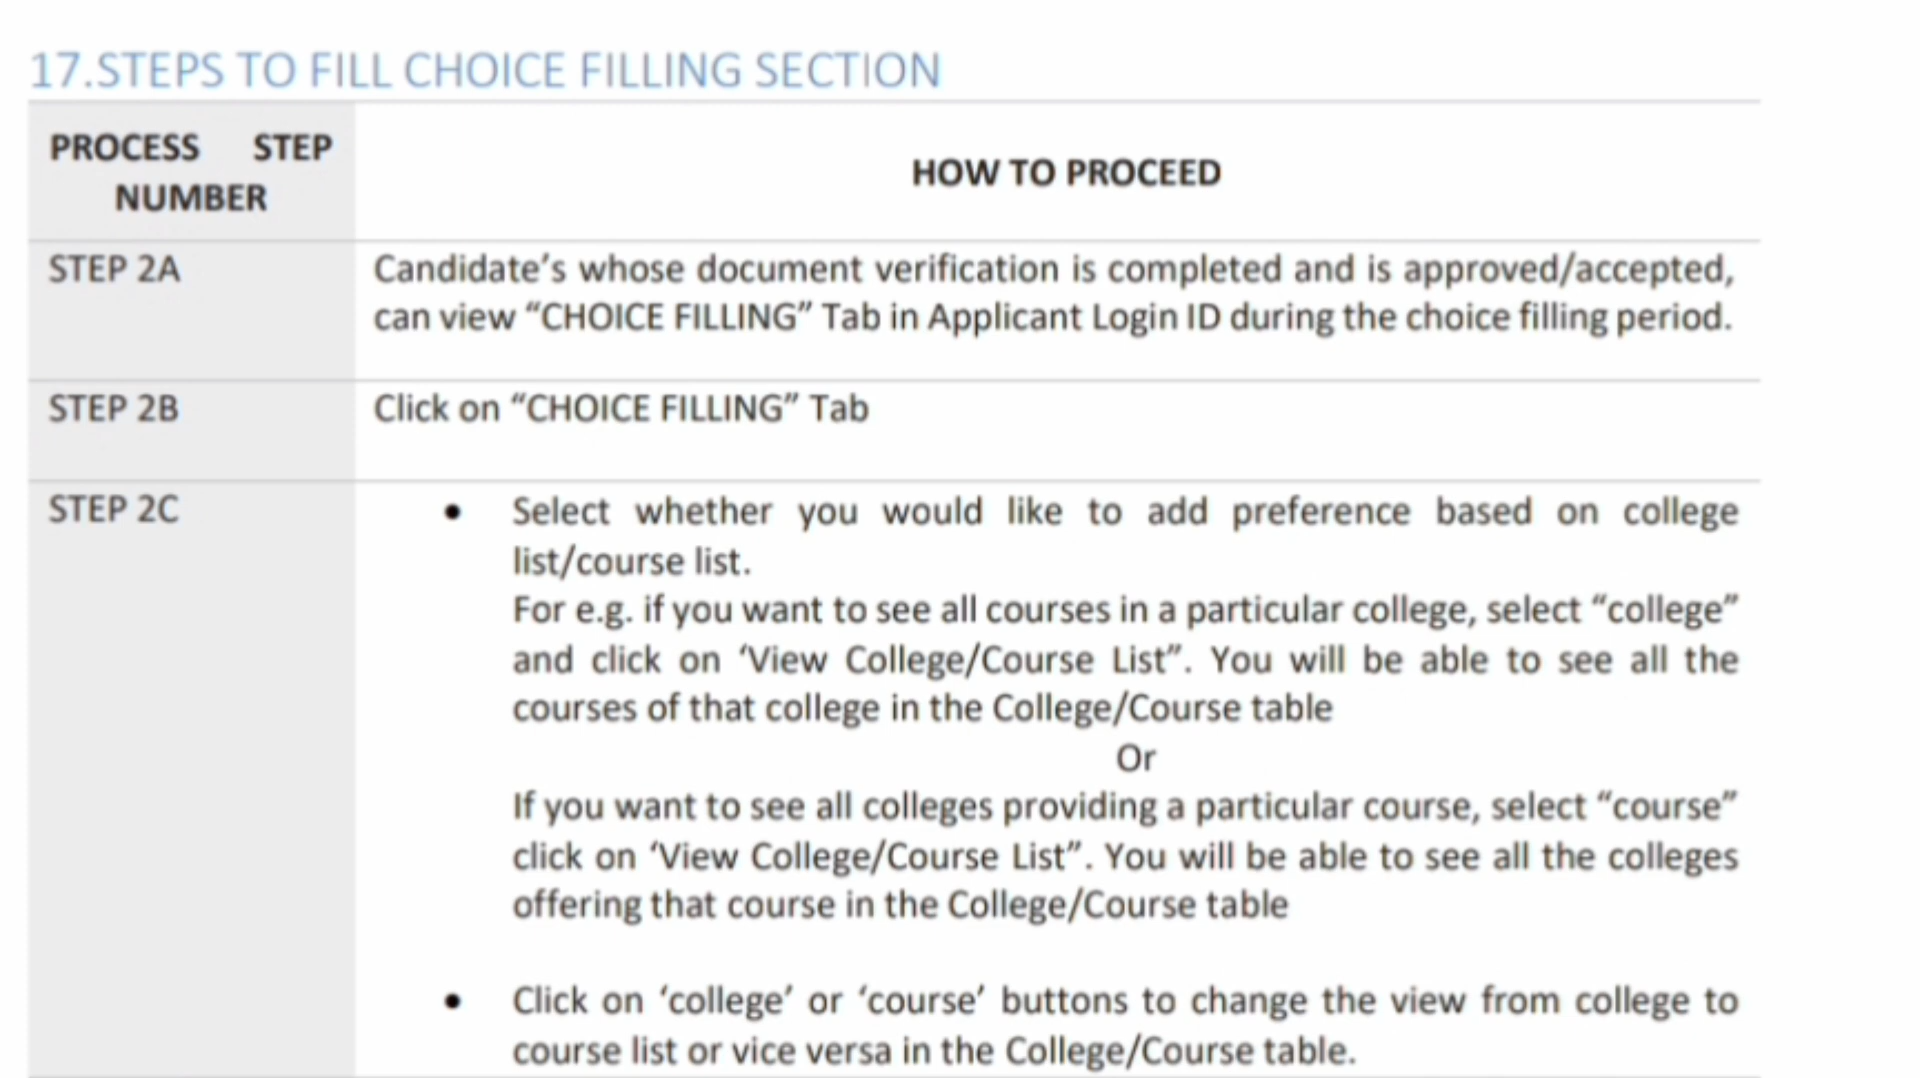 17.STEPS TO FILL CHOICE FILLING SECTION
PROCESS STEP
NUMBER
HOW TO PROCEED
STEP 2A
Candidate’s whose document verification is completed and is approved/accepted,
can view “CHOICE FILLING” Tab in Applicant Login ID during the choice filling period.
STEP 2B
Click on “CHOICE FILLING” Tab
STEP 2C
• Select whether you would like to add preference based on college
list/course list.
For e.g. if you want to see all courses in a particular college, select “college”
and click on ‘View College/Course List”. You will be able to see all the
courses of that college in the College/Course table
Or
If you want to see all colleges providing a particular course, select “course”
click on ‘View College/Course List”. You will be able to see all the colleges
offering that course in the College/Course table
• Click on ‘college’ or ‘course’ buttons to change the view from college to
course list or vice versa in the College/Course table.